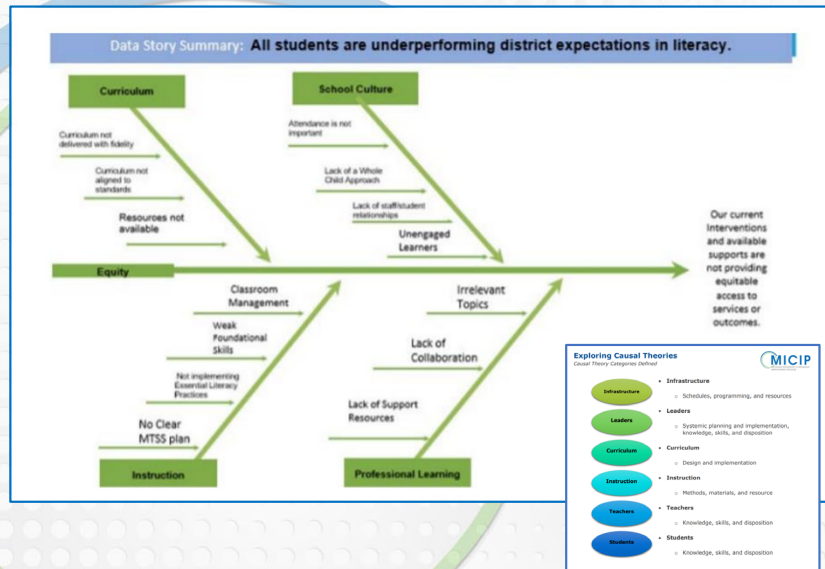 Data Story Summary: All students are underperforming district expectations in literacy.
Curriculum
School Culture
Curriculum not
delivered with fidelity
Curriculum not
aligned to
standards
Resources not
available
Attendance is not
important
Lack of a Whole
Child Approach
Lack of staff/student
relationships
Unengaged
Learners
Equity
Our current
Interventions
and available
supports are
not providing
equitable
access to
services or
outcomes.
Classroom
Management
Weak
Foundational
Skills
Not implementing
Essential Literacy
Practices
No Clear
MTSS plan
Instruction
Irrelevant
Topics
Lack of
Collaboration
Lack of Support
Resources
Professional Learning
Exploring Causal Theories
Causal Theory Categories Defined
MICIP
Infrastructure
• Infrastructure
o Schedules, programming, and resources
Leaders
• Leaders
o Systemic planning and implementation,
knowledge, skills, and disposition
Curriculum
• Curriculum
o Design and implementation
Instruction
• Instruction
o Methods, materials, and resource
Teachers
• Teachers
o Knowledge, skills, and disposition
Students
• Students
o Knowledge, skills, and disposition